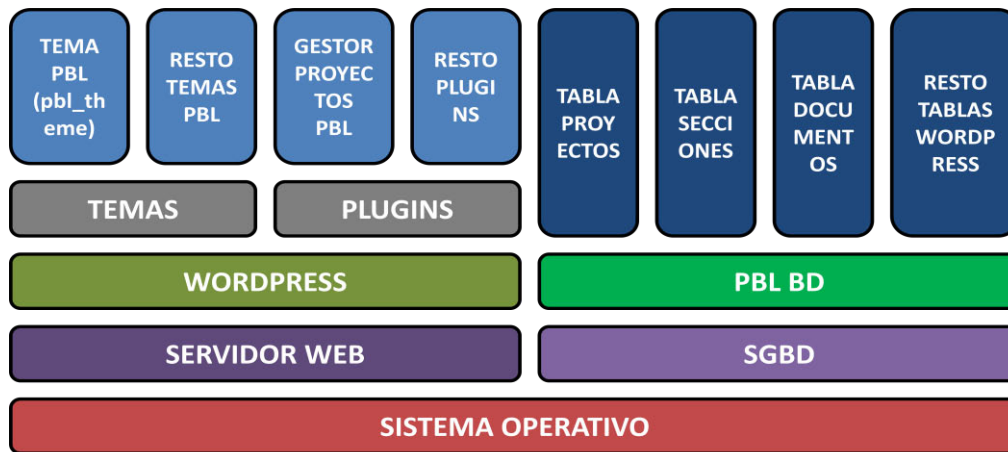 TEMA
PBL
(pbl_th
eme)
RESTO
TEMAS
PBL
GESTOR
PROYEC
TOS
PBL
RESTO
PLUGI
NS
TABLA
PROY
ECTOS
TABLA
SECCI
ONES
TABLA
DOCU
MENT
OS
RESTO
TABLAS
WORDP
RESS
TEMAS
PLUGINS
WORDPRESS
PBL BD
SERVIDOR WEB
SGBD
SISTEMA OPERATIVO